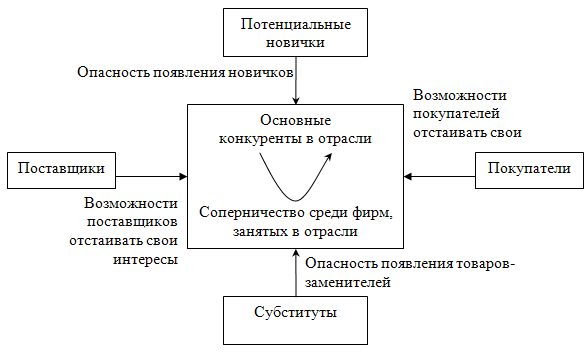 Потенциальные
новички
Опасность появления новичков
Возможности
покупателей
отстаивать свои
Основные
конкуренты в отрасли
Поставщики
Покупатели
Возможности
поставщиков
отстаивать свои
интересы
Соперничество среди фирм,
занятых в отрасли
Опасность появления товаров-
заменителей
Субституты